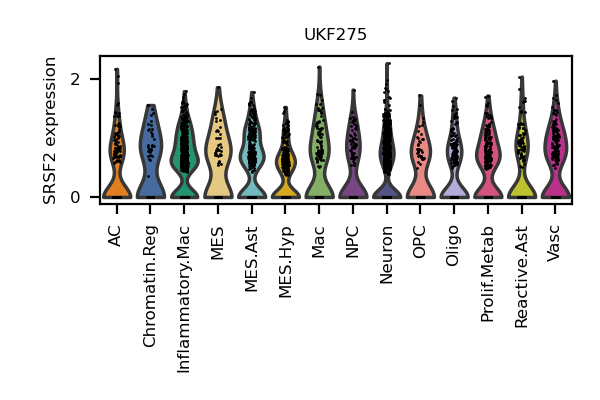 UKF275
SRSF2 expression
2
0
AC
Chromatin.Reg
Inflammatory.Mac
MES
MES.Ast
MES.Hyp
Mac
NPC
Neuron
OPC
Oligo
Prolif.Metab
Reactive.Ast
Vasc